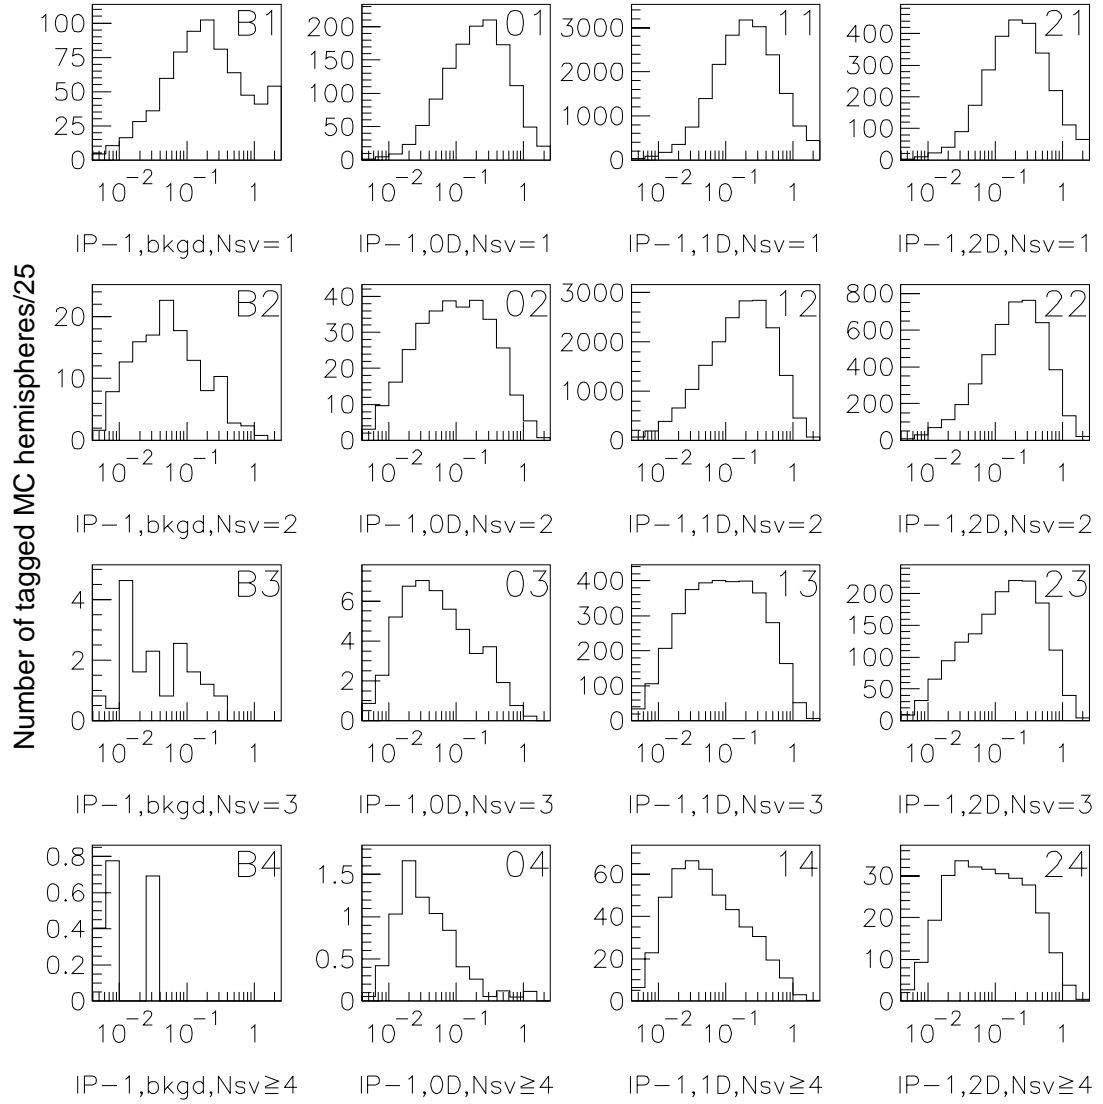 Number of tagged MC hemispheres/25
B1
100
75
50
25
0
10^-2 10^-1 1
IP-1,bkgd,Nsv=1
01
200
150
100
50
0
10^-2 10^-1 1
IP-1,0D,Nsv=1
11
3000
2000
1000
0
10^-2 10^-1 1
IP-1,1D,Nsv=1
21
400
300
200
100
0
10^-2 10^-1 1
IP-1,2D,Nsv=1
B2
20
10
0
10^-2 10^-1 1
IP-1,bkgd,Nsv=2
02
40
30
20
10
0
10^-2 10^-1 1
IP-1,0D,Nsv=2
12
3000
2000
1000
0
10^-2 10^-1 1
IP-1,1D,Nsv=2
22
800
600
400
200
0
10^-2 10^-1 1
IP-1,2D,Nsv=2
B3
4
2
0
10^-2 10^-1 1
IP-1,bkgd,Nsv=3
03
6
4
2
0
10^-2 10^-1 1
IP-1,0D,Nsv=3
13
400
300
200
100
0
10^-2 10^-1 1
IP-1,1D,Nsv=3
23
200
150
100
50
0
10^-2 10^-1 1
IP-1,2D,Nsv=3
B4
0.8
0.6
0.4
0.2
0
10^-2 10^-1 1
IP-1,bkgd,Nsv≧4
04
1.5
1
0.5
0
10^-2 10^-1 1
IP-1,0D,Nsv≧4
14
60
40
20
0
10^-2 10^-1 1
IP-1,1D,Nsv≧4
24
30
20
10
0
10^-2 10^-1 1
IP-1,2D,Nsv≧4